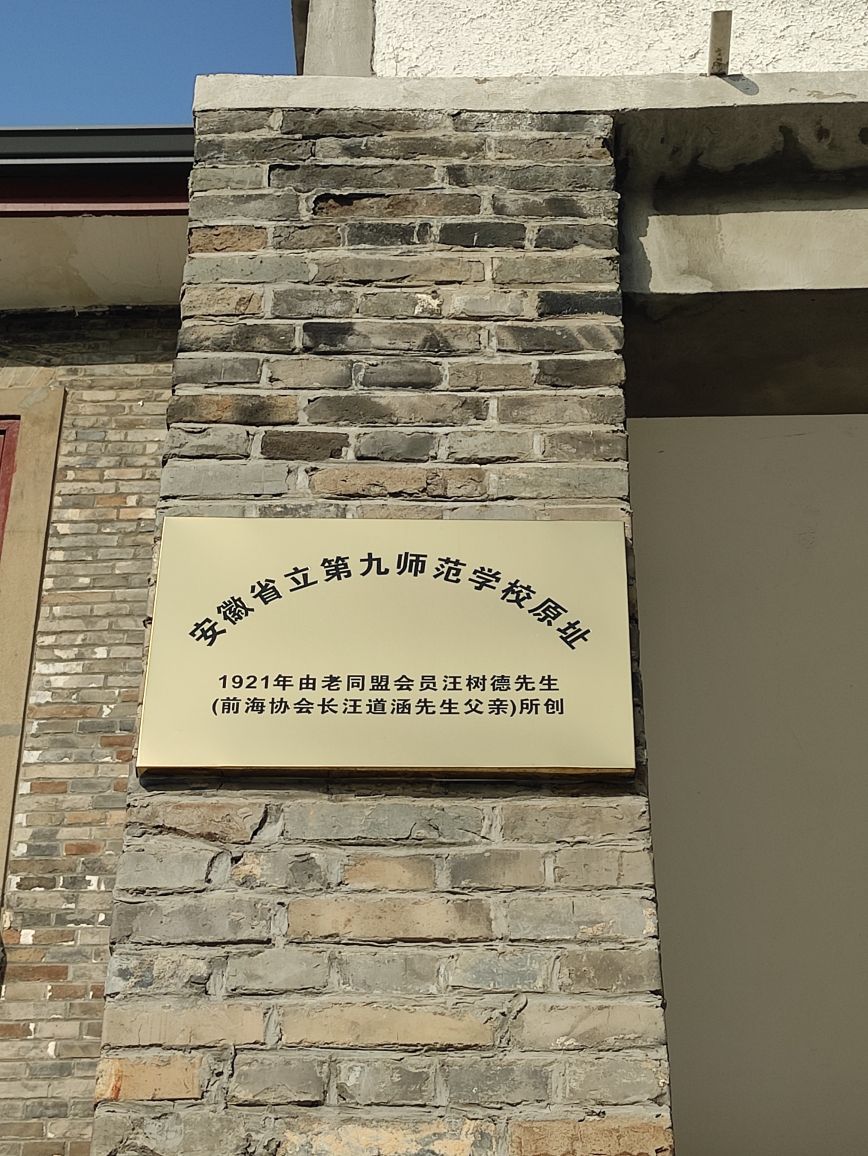 安徽省立第九师范学校原址
1921年由老同盟会员汪树德先生
(前海协会长汪道涵先生父亲)所创